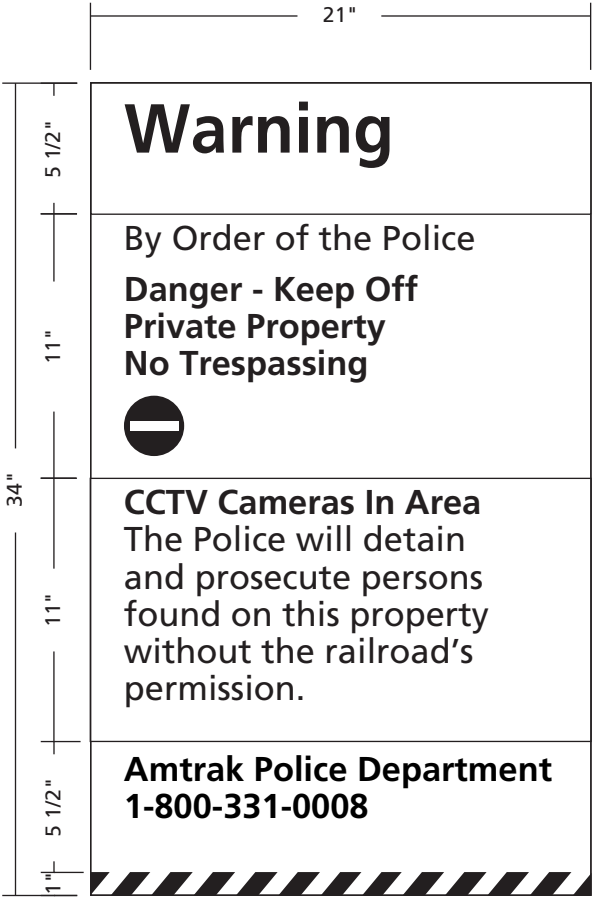 21"
5 1/2"
Warning
11"
By Order of the Police
Danger - Keep Off
Private Property
No Trespassing
34"
11"
CCTV Cameras In Area
The Police will detain
and prosecute persons
found on this property
without the railroad’s
permission.
5 1/2"
Amtrak Police Department
1-800-331-0008
1"